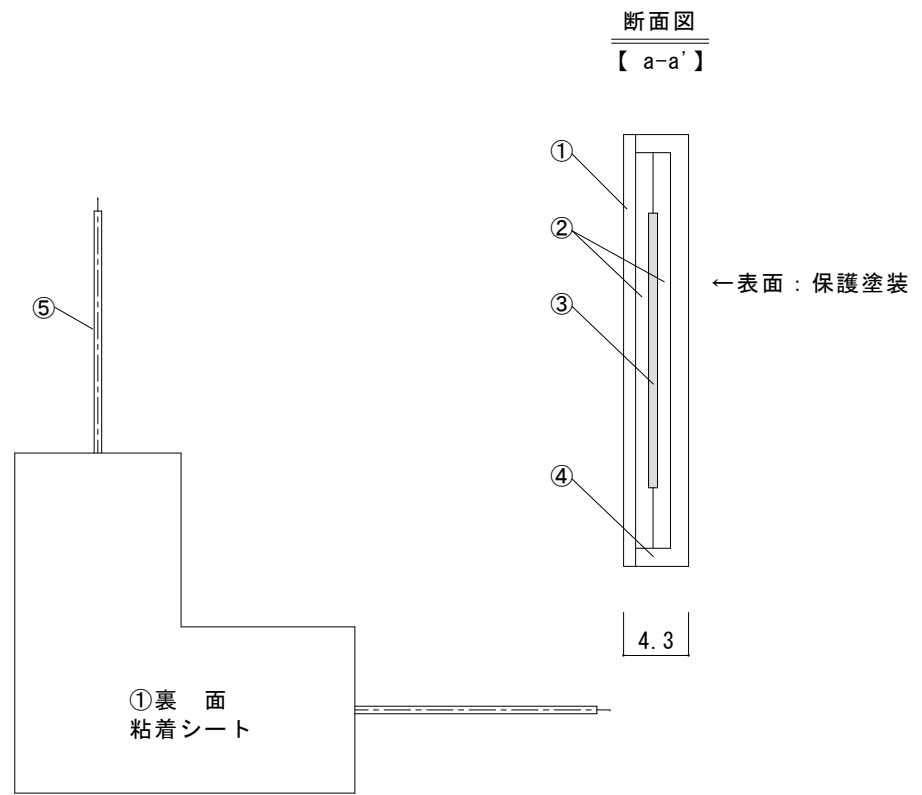 断面図
【 a-a'】
①
②
←表面：保護塗装
③
⑤
④
4.3
①裏　面
粘着シート